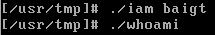 [/usr/tmp]# ./iam baigt
[/usr/tmp]# ./whoami